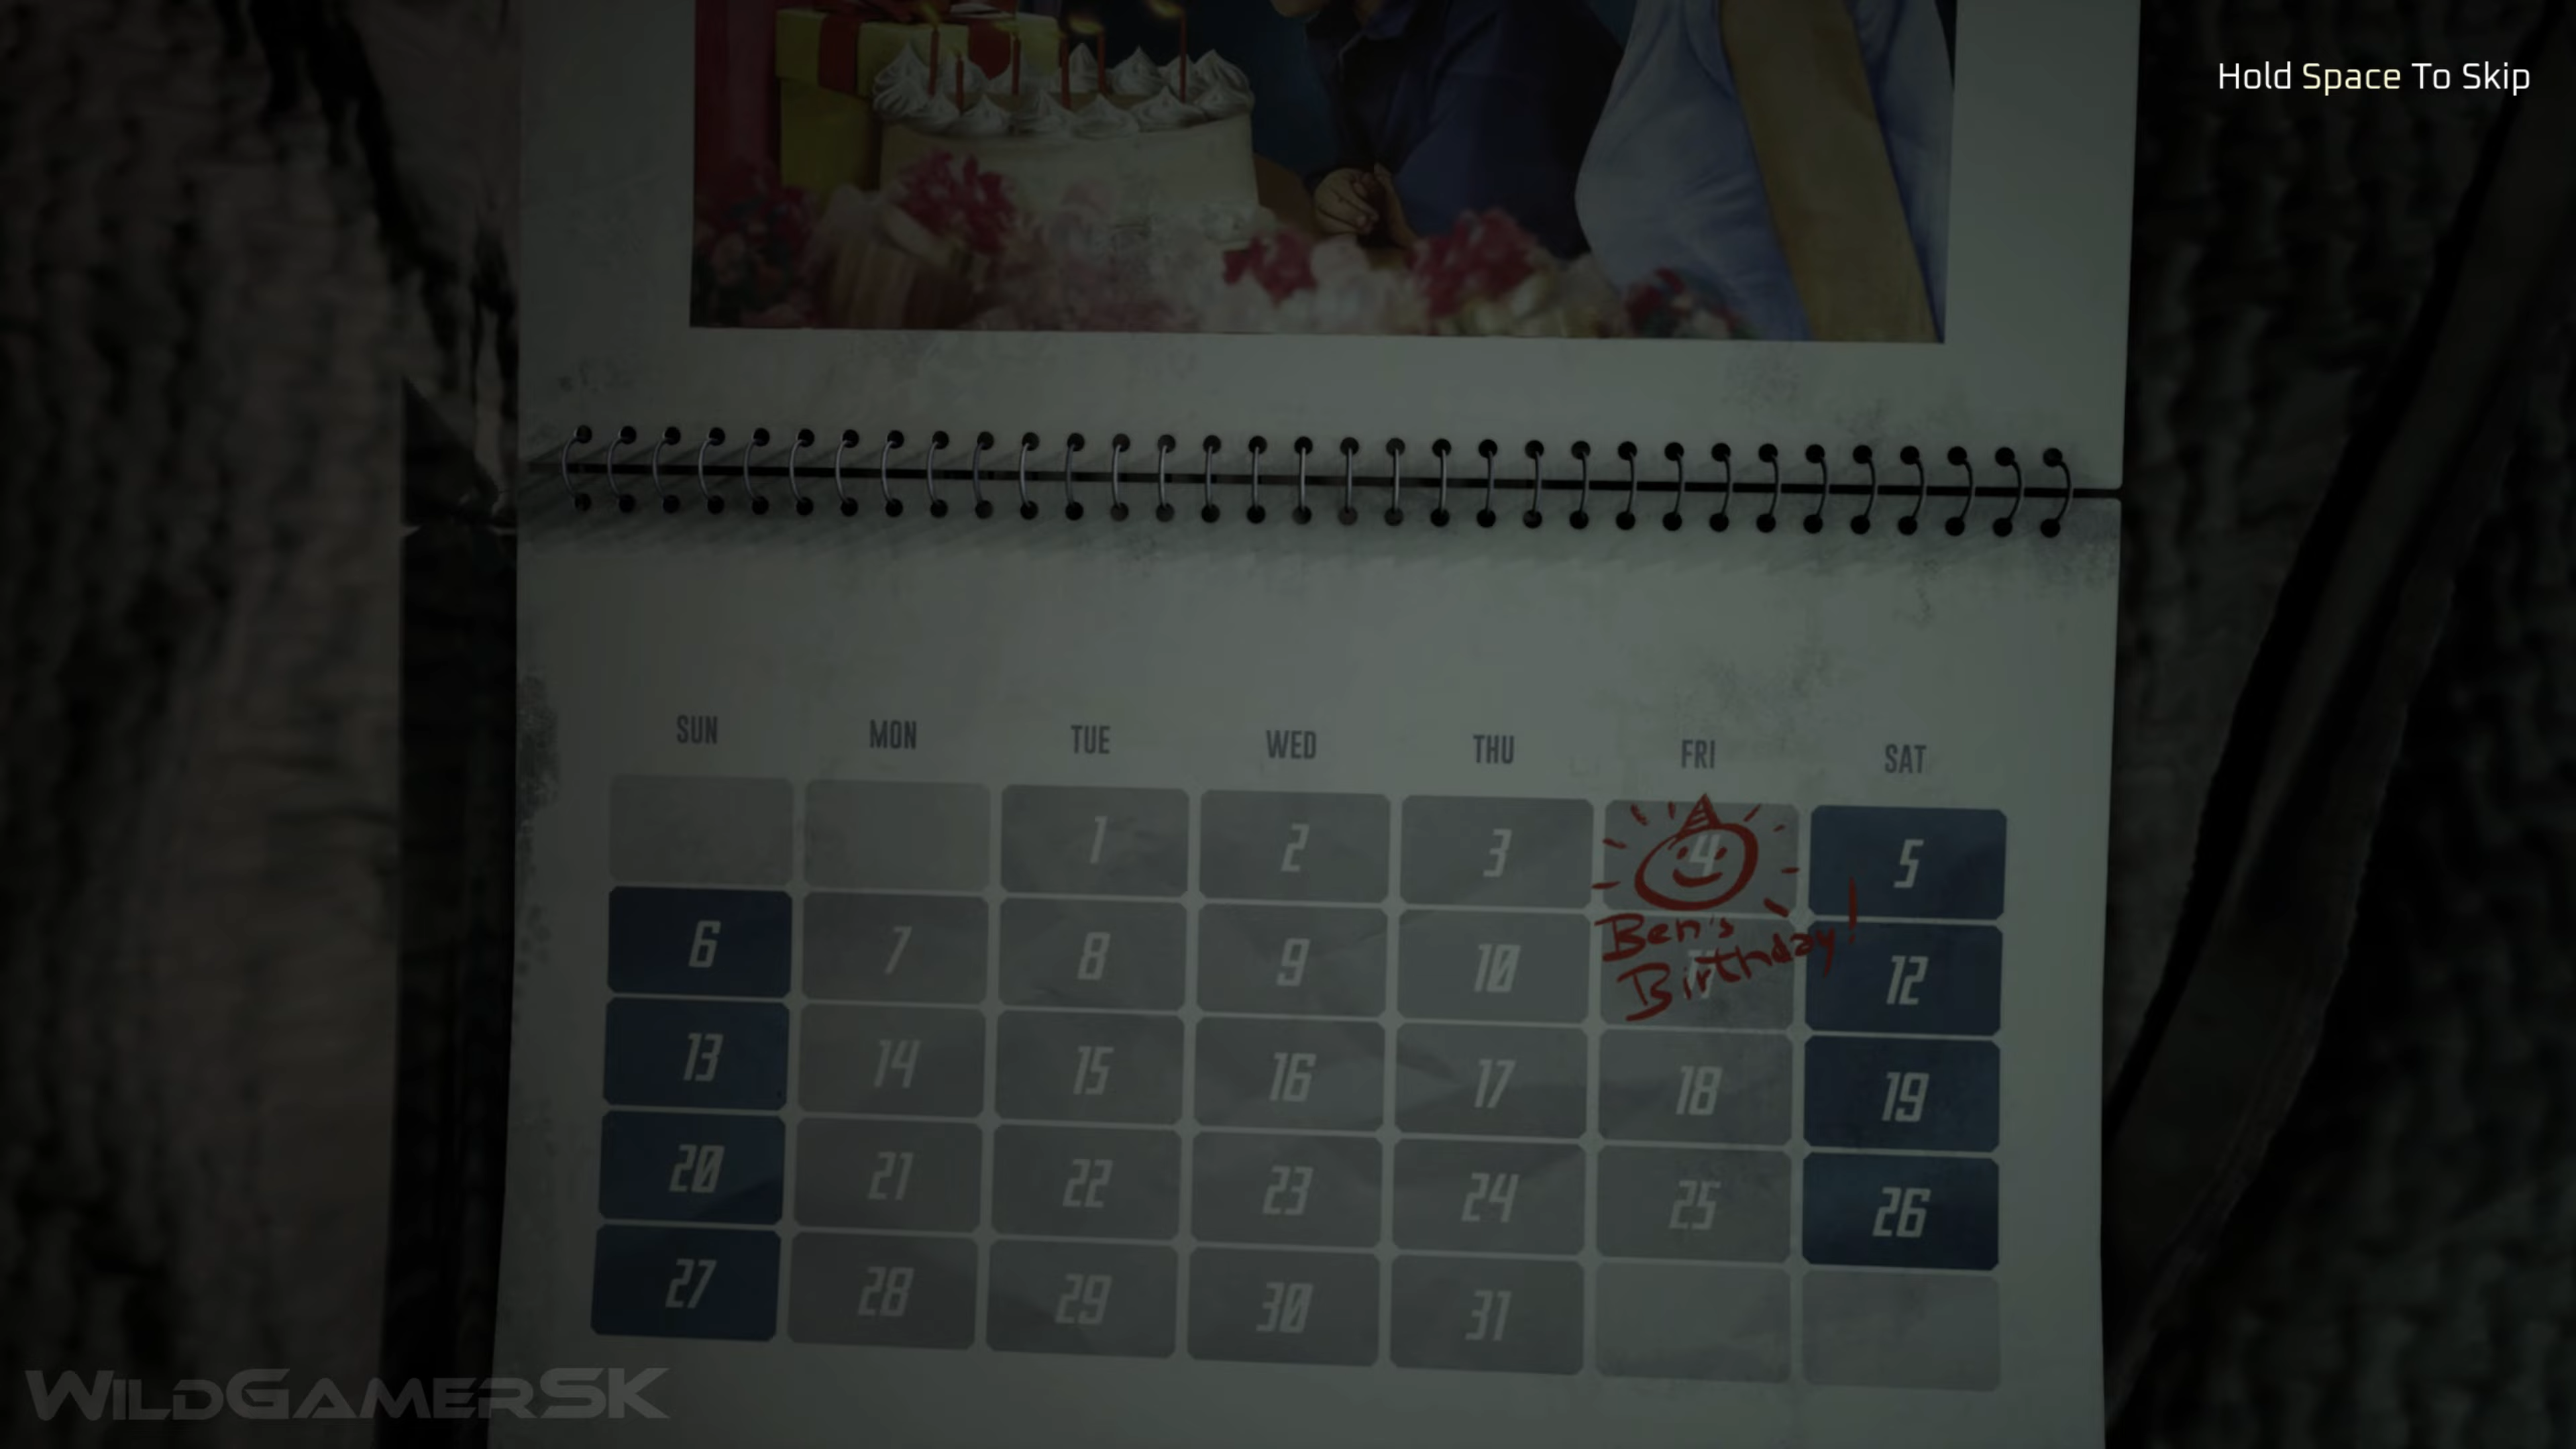 Hold Space To Skip
SUN MON TUE WED THU FRI SAT
1 2 3 4 5
Ben's
Birthday!
6 7 8 9 10 12
13 14 15 16 17 18 19
20 21 22 23 24 25 26
27 28 29 30 31
WILDGAMERSK